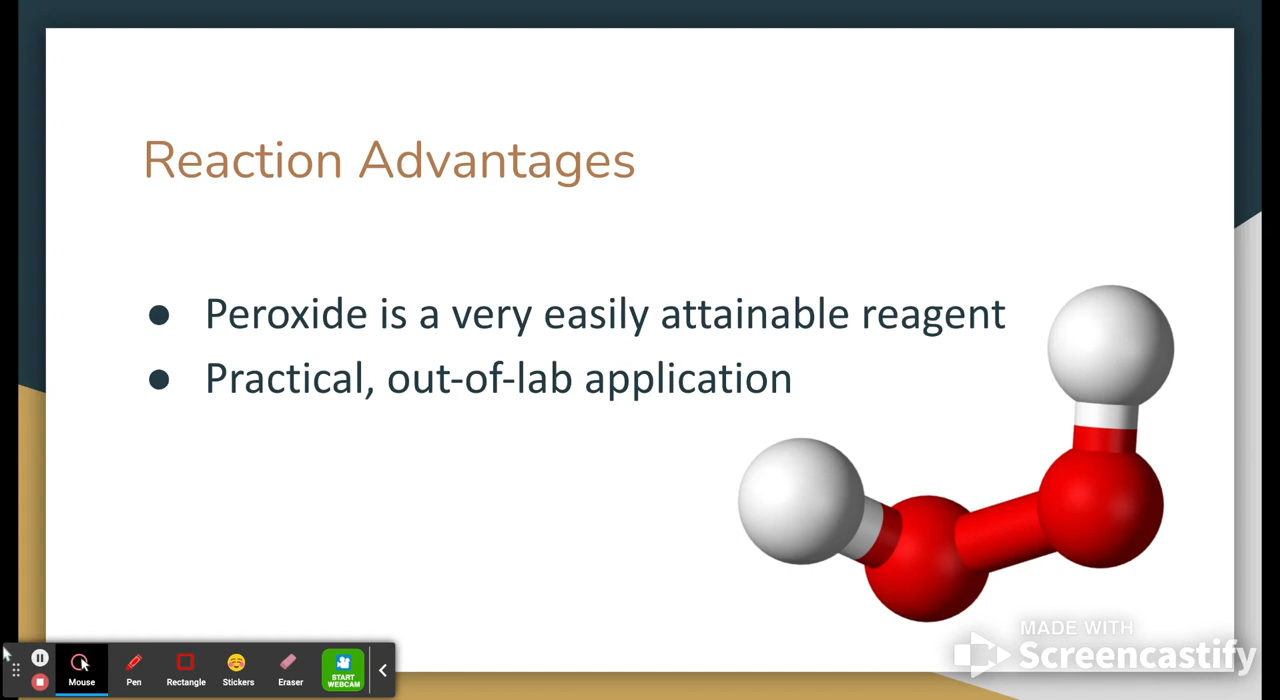 Reaction Advantages
● Peroxide is a very easily attainable reagent
● Practical, out-of-lab application
MADE WITH
Screencastify
Mouse Pen Rectangle Stickers Eraser START
WEBCAM